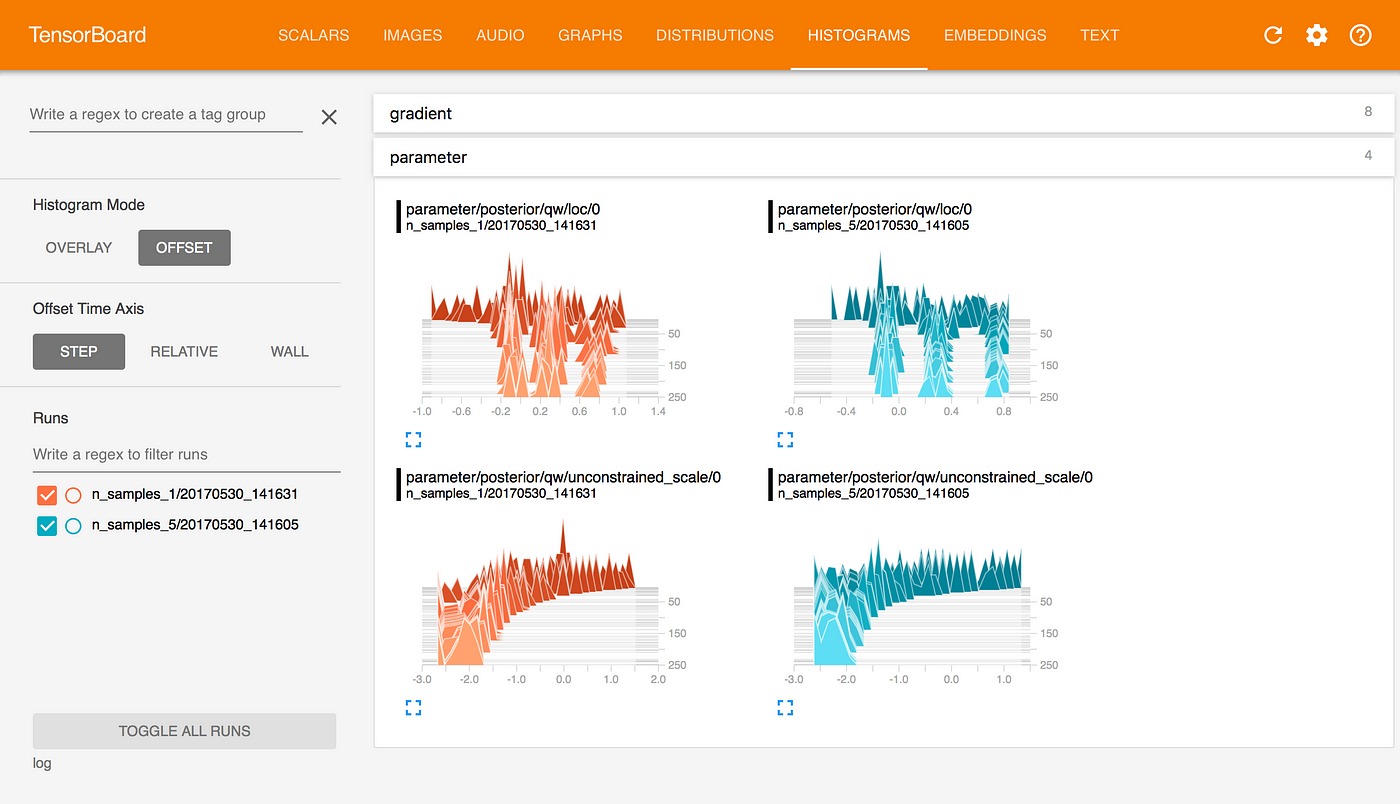 TensorBoard
SCALARS IMAGES AUDIO GRAPHS DISTRIBUTIONS HISTOGRAMS EMBEDDINGS TEXT
Write a regex to create a tag group
Histogram Mode
OVERLAY OFFSET
Offset Time Axis
STEP RELATIVE WALL
Runs
Write a regex to filter runs
n_samples_1/20170530_141631
n_samples_5/20170530_141605
TOGGLE ALL RUNS
log
gradient 8
parameter 4
parameter/posterior/qw/loc/0
n_samples_1/20170530_141631
50
150
250
-1.0 -0.6 -0.2 0.2 0.6 1.0 1.4
parameter/posterior/qw/loc/0
n_samples_5/20170530_141605
50
150
250
-0.8 -0.4 0.0 0.4 0.8
parameter/posterior/qw/unconstrained_scale/0
n_samples_1/20170530_141631
50
150
250
-3.0 -2.0 -1.0 0.0 1.0 2.0
parameter/posterior/qw/unconstrained_scale/0
n_samples_5/20170530_141605
50
150
250
-3.0 -2.0 -1.0 0.0 1.0